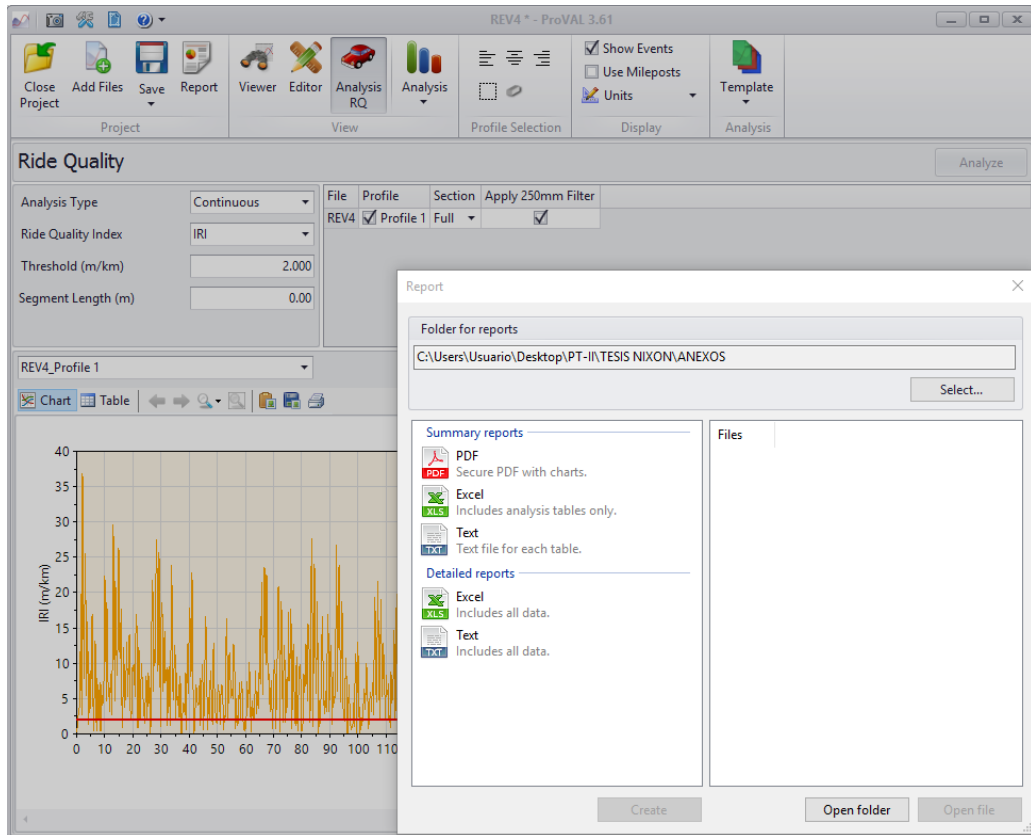 REV4 * - ProVAL 3.61
Close Project
Add Files
Save
Report
Viewer
Editor
Analysis RQ
Analysis
Show Events
Use Mileposts
Units
Template
Project
View
Profile Selection
Display
Analysis
Ride Quality
Analyze
Analysis Type
Continuous
Ride Quality Index
IRI
Threshold (m/km)
2.000
Segment Length (m)
0.00
File Profile Section Apply 250mm Filter
REV4 Profile 1 Full
REV4_Profile 1
Chart Table
IRI (m/km)
40
35
30
25
20
15
10
5
0
0 10 20 30 40 50 60 70 80 90 100 110
Report
Folder for reports
C:\Users\Usuario\Desktop\PT-II\TESIS NIXON\ANEXOS
Select...
Summary reports
PDF
PDF
Secure PDF with charts.
Excel
XLS
Includes analysis tables only.
Text
TXT
Text file for each table.
Detailed reports
Excel
XLS
Includes all data.
Text
TXT
Includes all data.
Files
Create
Open folder
Open file